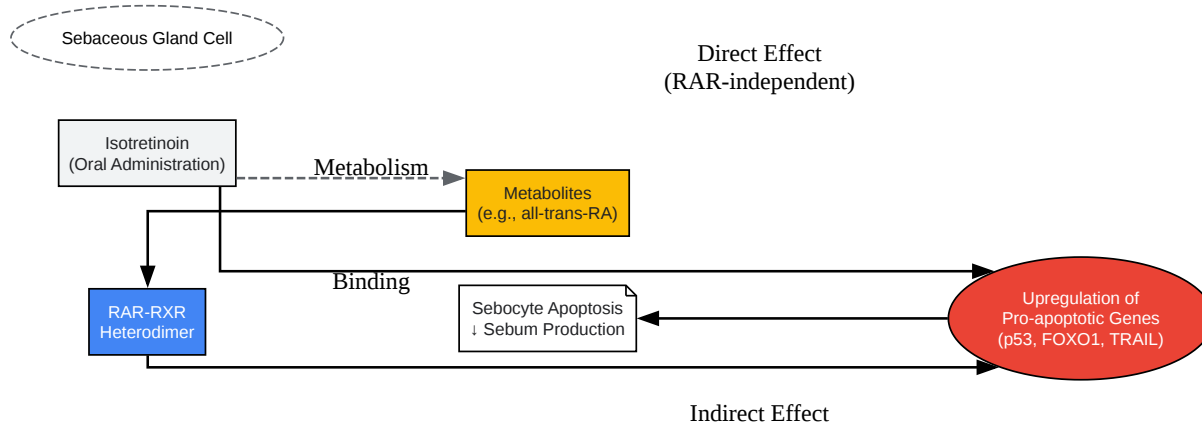 Sebaceous Gland Cell
Direct Effect
(RAR-independent)
Isotretinoin
(Oral Administration)
Metabolism
Metabolites
(e.g., all-trans-RA)
Binding
RAR-RXR
Heterodimer
Sebocyte Apoptosis
↓ Sebum Production
Upregulation of
Pro-apoptotic Genes
(p53, FOXO1, TRAIL)
Indirect Effect